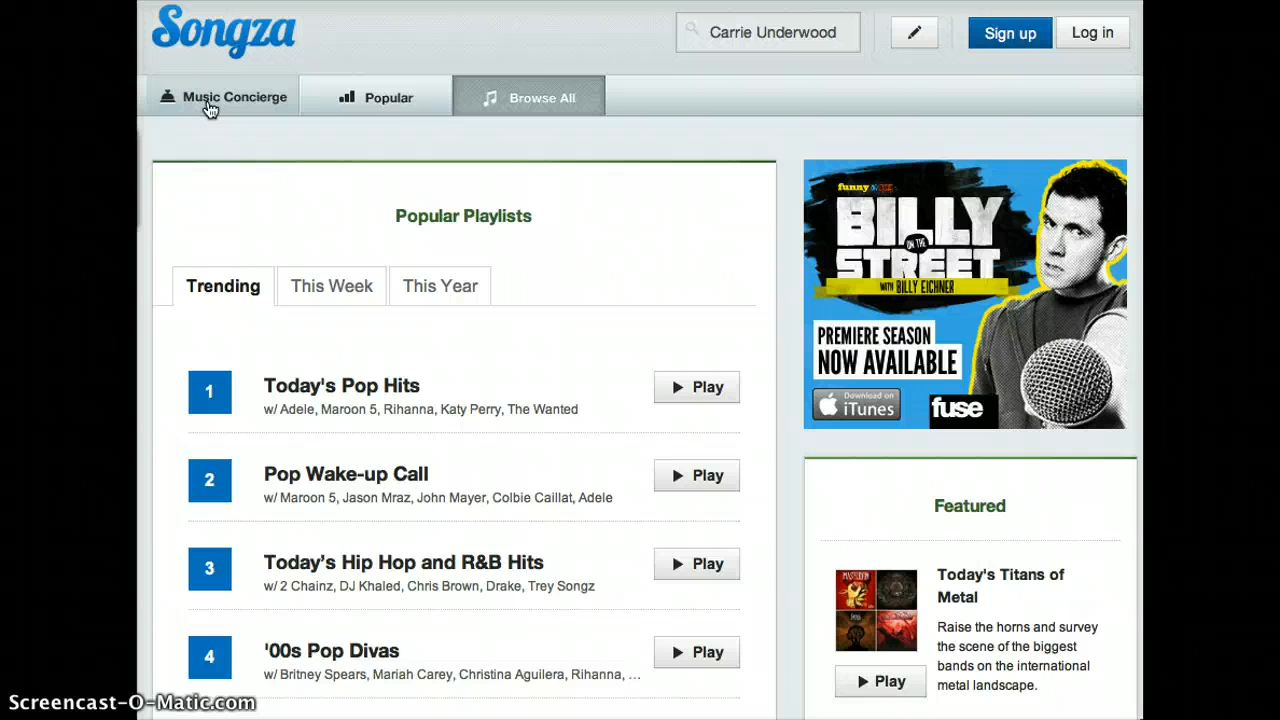 Songza
Carrie Underwood
Sign up
Log in
Music Concierge
Popular
Browse All
Popular Playlists
Trending
This Week
This Year
1
Today's Pop Hits
w/ Adele, Maroon 5, Rihanna, Katy Perry, The Wanted
Play
2
Pop Wake-up Call
w/ Maroon 5, Jason Mraz, John Mayer, Colbie Caillat, Adele
Play
3
Today's Hip Hop and R&B Hits
w/ 2 Chainz, DJ Khaled, Chris Brown, Drake, Trey Songz
Play
4
'00s Pop Divas
w/ Britney Spears, Mariah Carey, Christina Aguilera, Rihanna, ...
Play
funny
BILLY
ON THE
STREET
WITH BILLY EICHNER
PREMIERE SEASON
NOW AVAILABLE
Download on
iTunes
fuse
Featured
Today's Titans of
Metal
Raise the horns and survey
the scene of the biggest
bands on the international
metal landscape.
Play
Screencast-O-Matic.com